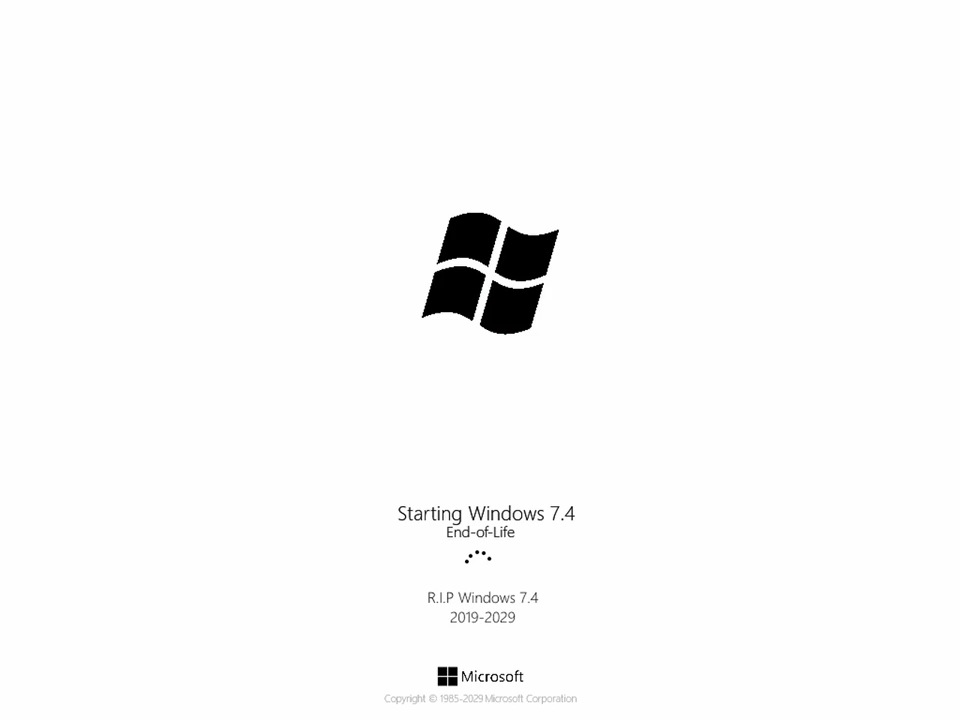 Starting Windows 7.4
End-of-Life
R.I.P Windows 7.4
2019-2029
Microsoft
Copyright © 1985-2029 Microsoft Corporation